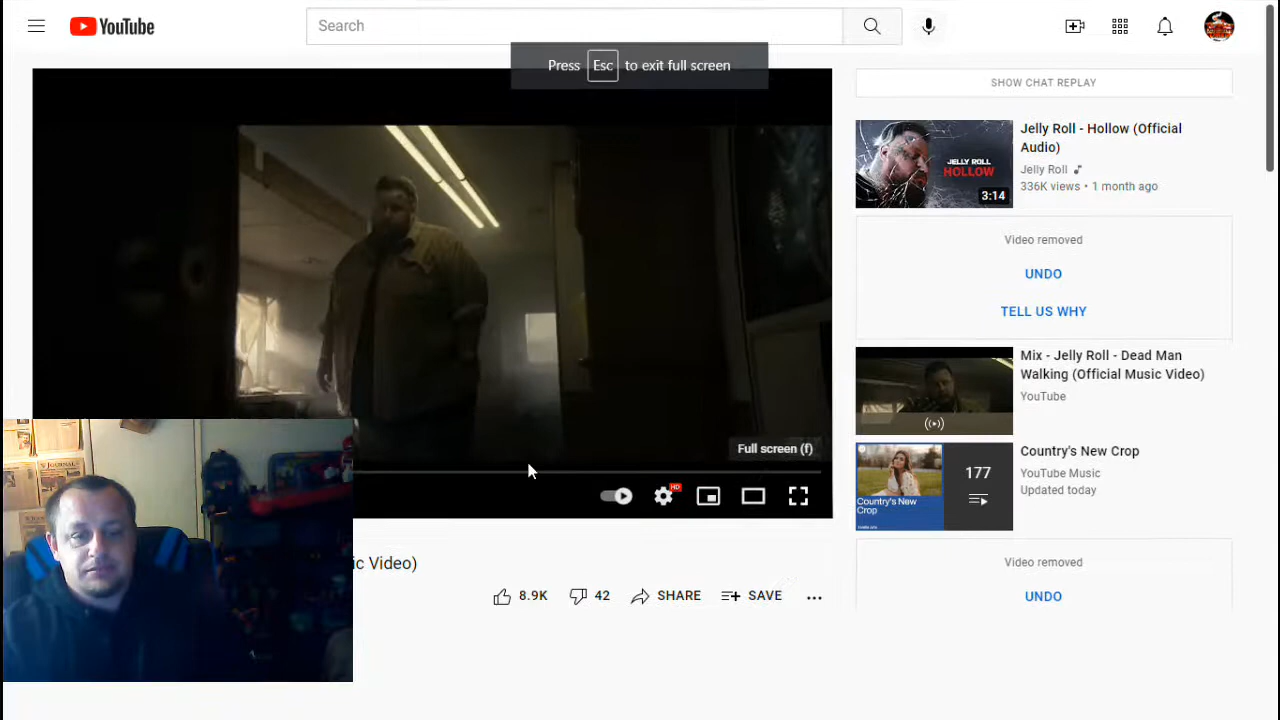 YouTube
Search
Press Esc to exit full screen
SHOW CHAT REPLAY
Jelly Roll - Hollow (Official
Audio)
Jelly Roll
336K views • 1 month ago
JELLY ROLL
HOLLOW
3:14
Video removed
UNDO
TELL US WHY
Mix - Jelly Roll - Dead Man
Walking (Official Music Video)
YouTube
Full screen (f)
HD
Country's New Crop
YouTube Music
Updated today
177
Country's New
Crop
JOURNAL
ic Video)
8.9K
42
SHARE
SAVE
Video removed
UNDO